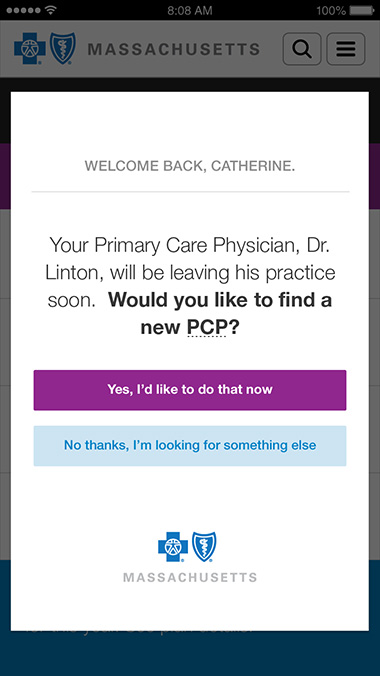 8:08 AM 100%
MASSACHUSETTS
WELCOME BACK, CATHERINE.
Your Primary Care Physician, Dr.
Linton, will be leaving his practice
soon. Would you like to find a
new PCP?
Yes, I'd like to do that now
No thanks, I'm looking for something else
MASSACHUSETTS